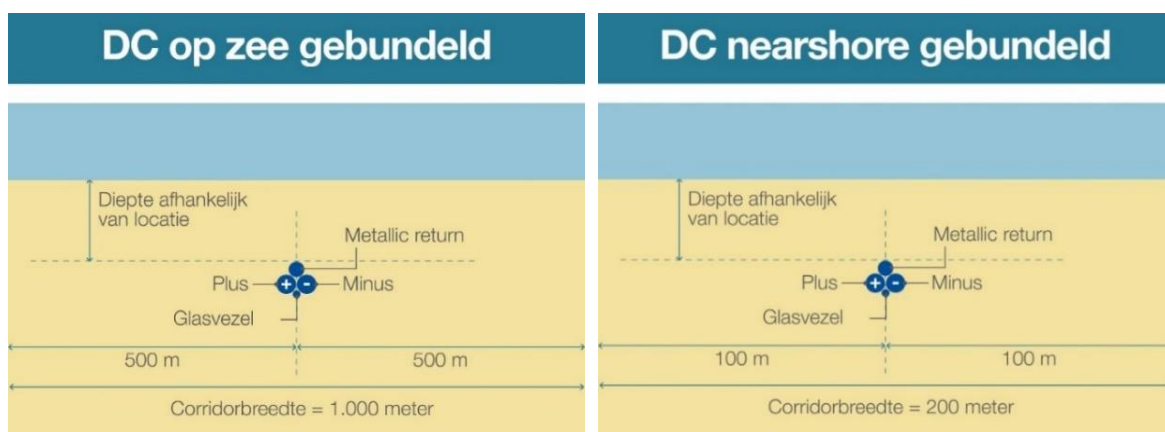 DC op zee gebundeld
Diepte afhankelijk
van locatie
Metallic return
Plus
+
-
Minus
Glasvezel
500 m
500 m
Corridorbreedte = 1.000 meter
DC nearshore gebundeld
Diepte afhankelijk
van locatie
Metallic return
Plus
+
-
Minus
Glasvezel
100 m
100 m
Corridorbreedte = 200 meter